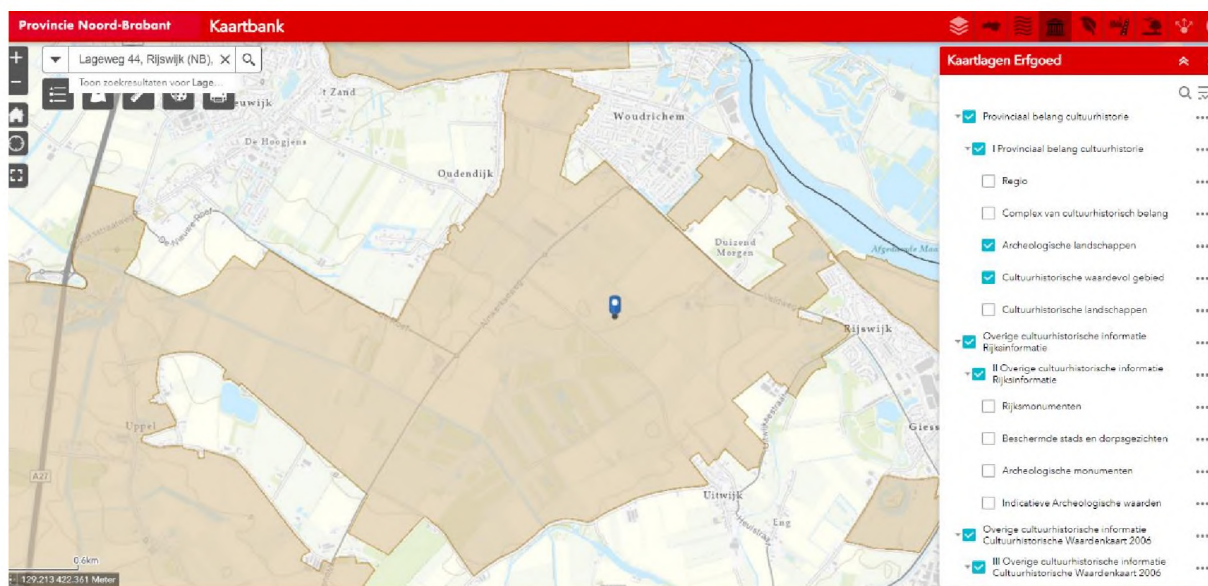 Provincie Noord-Brabant
Kaartbank
Lageweg 44, Rijswijk (NB),
Toon zoekresultaten voor Lage...
't Zand
De Hoogjens
Oudendijk
Woudrichem
Duizend
Morgen
Afgedamde Maa
Rijswijk
Giess
Uppel
A27
Uitwijk
Eng
0.6km
129.213 422.361 Meter
Kaartlagen Erfgoed
Provinciaal belang cultuurhistorie
I Provinciaal belang cultuurhistorie
Regio
Complex van cultuurhistorisch belang
Archeologische landschappen
Cultuurhistorische waardevol gebied
Cultuurhistorische landschappen
Overige cultuurhistorische informatie
Rijksinformatie
II Overige cultuurhistorische informatie
Rijksinformatie
Rijksmonumenten
Beschermde stads en dorpsgezichten
Archeologische monumenten
Indicatieve Archeologische waarden
Overige cultuurhistorische informatie
Cultuurhistorische Waardenkaart 2006
III Overige cultuurhistorische informatie
Cultuurhistorische Waardenkaart 2006